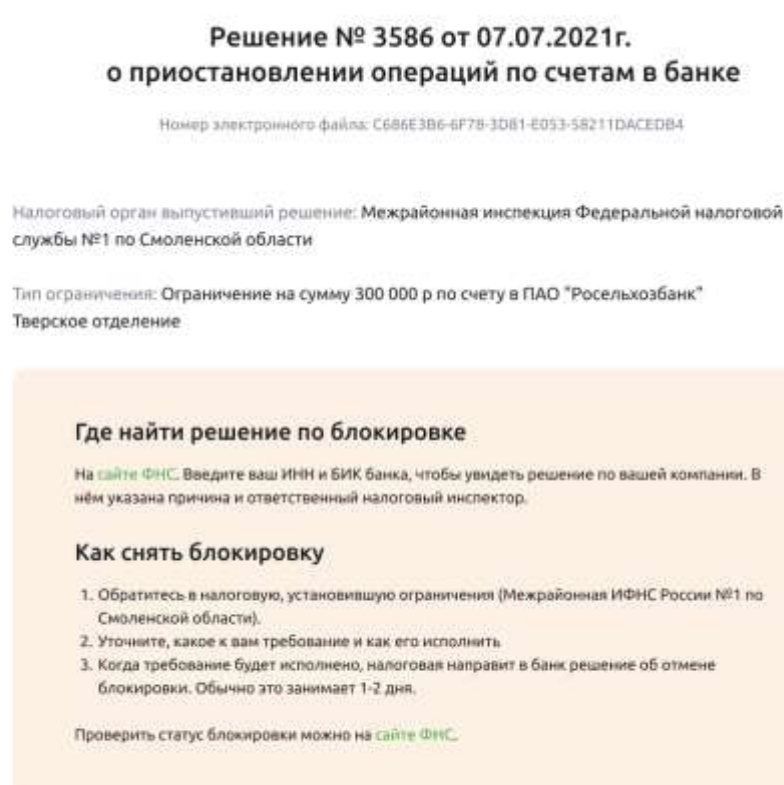 Решение № 3586 от 07.07.2021г.
о приостановлении операций по счетам в банке
Номер электронного файла: C686E3B6-6F78-3D81-E053-58211DACEDB4
Налоговый орган выпустивший решение: Межрайонная инспекция Федеральной налоговой
службы №1 по Смоленской области
Тип ограничения: Ограничение на сумму 300 000 р по счету в ПАО "Росельхозбанк"
Тверское отделение
Где найти решение по блокировке
На сайте ФНС. Введите ваш ИНН и БИК банка, чтобы увидеть решение по вашей компании. В
нём указана причина и ответственный налоговый инспектор.
Как снять блокировку
1. Обратитесь в налоговую, установившую ограничения (Межрайонная ИФНС России №1 по
Смоленской области).
2. Уточните, какое к вам требование и как его исполнить
3. Когда требование будет исполнено, налоговая направит в банк решение об отмене
блокировки. Обычно это занимает 1-2 дня.
Проверить статус блокировки можно на сайте ФНС.